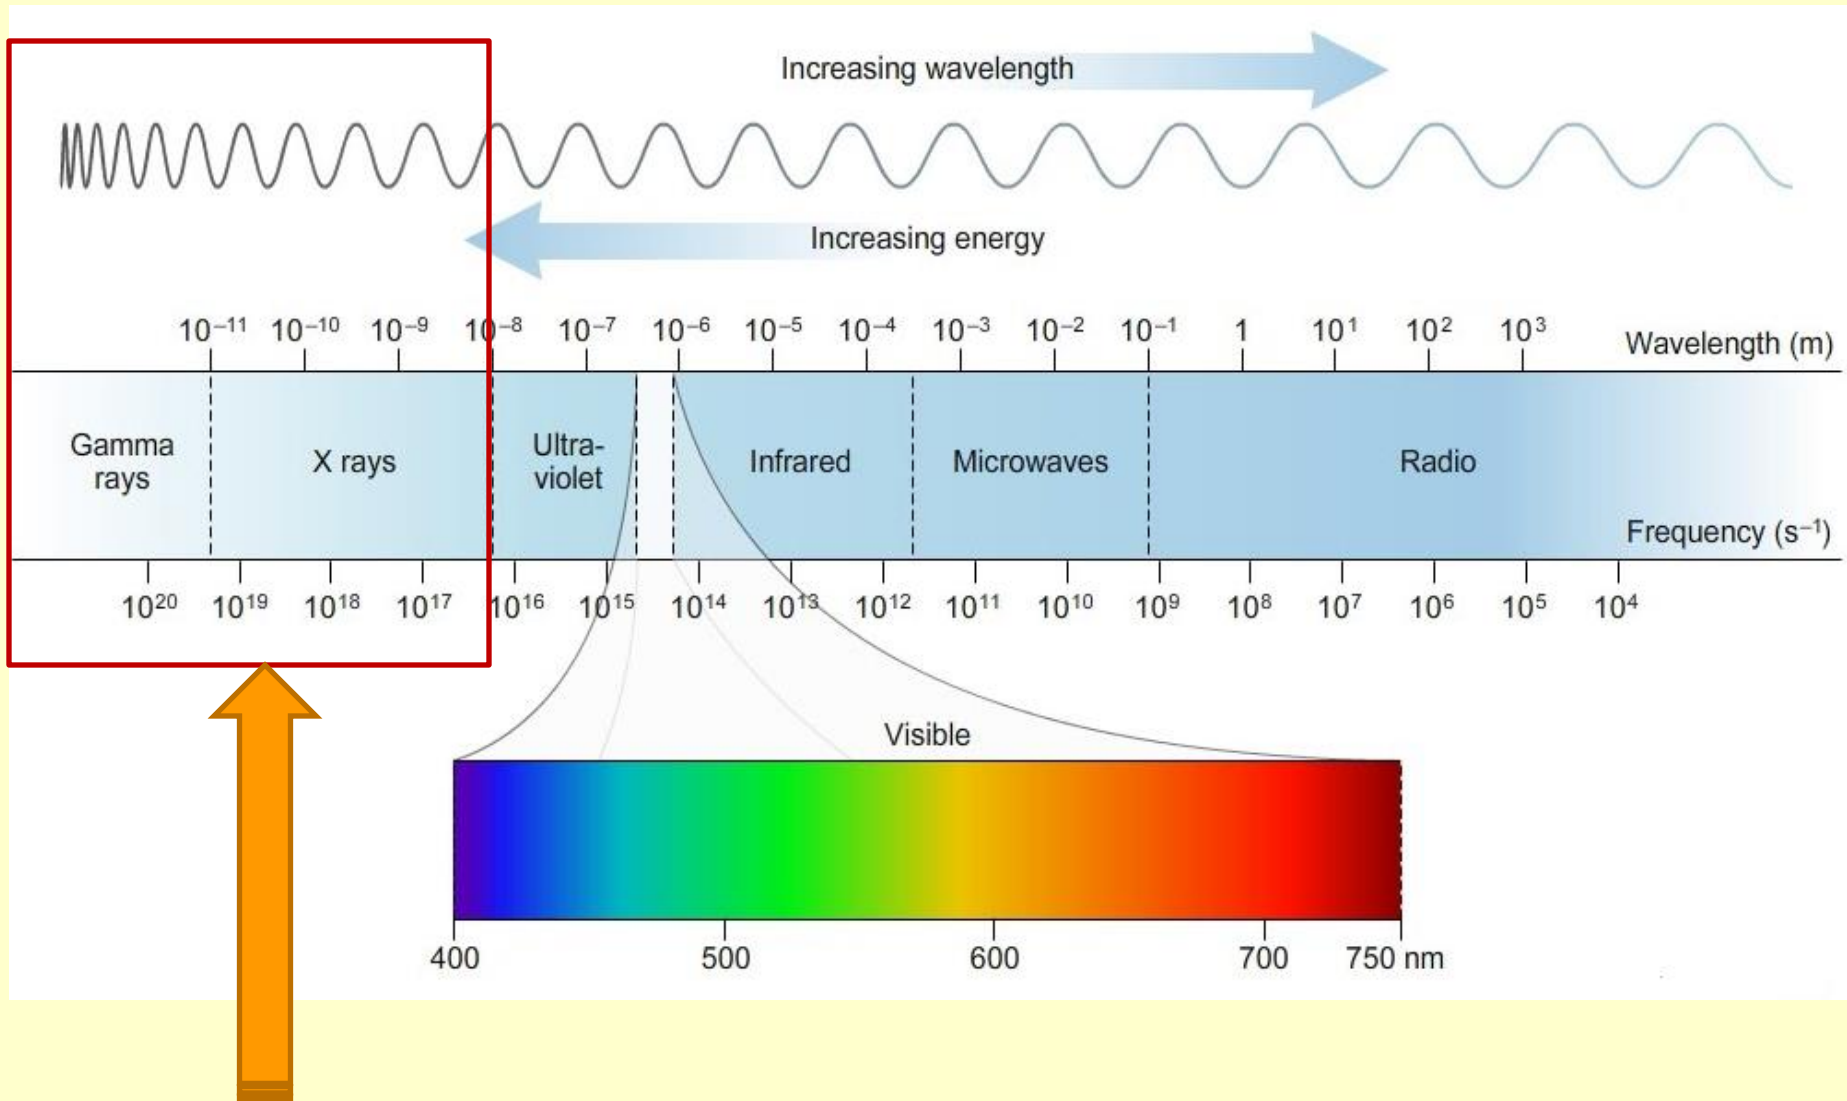 Increasing wavelength
Increasing energy
10⁻¹¹ 10⁻¹⁰ 10⁻⁹ 10⁻⁸ 10⁻⁷ 10⁻⁶ 10⁻⁵ 10⁻⁴ 10⁻³ 10⁻² 10⁻¹ 1 10¹ 10² 10³
Wavelength (m)
Gamma
rays
X rays
Ultra-
violet
Infrared
Microwaves
Radio
Frequency (s⁻¹)
10²⁰ 10¹⁹ 10¹⁸ 10¹⁷ 10¹⁶ 10¹⁵ 10¹⁴ 10¹³ 10¹² 10¹¹ 10¹⁰ 10⁹ 10⁸ 10⁷ 10⁶ 10⁵ 10⁴
Visible
400 500 600 700 750 nm